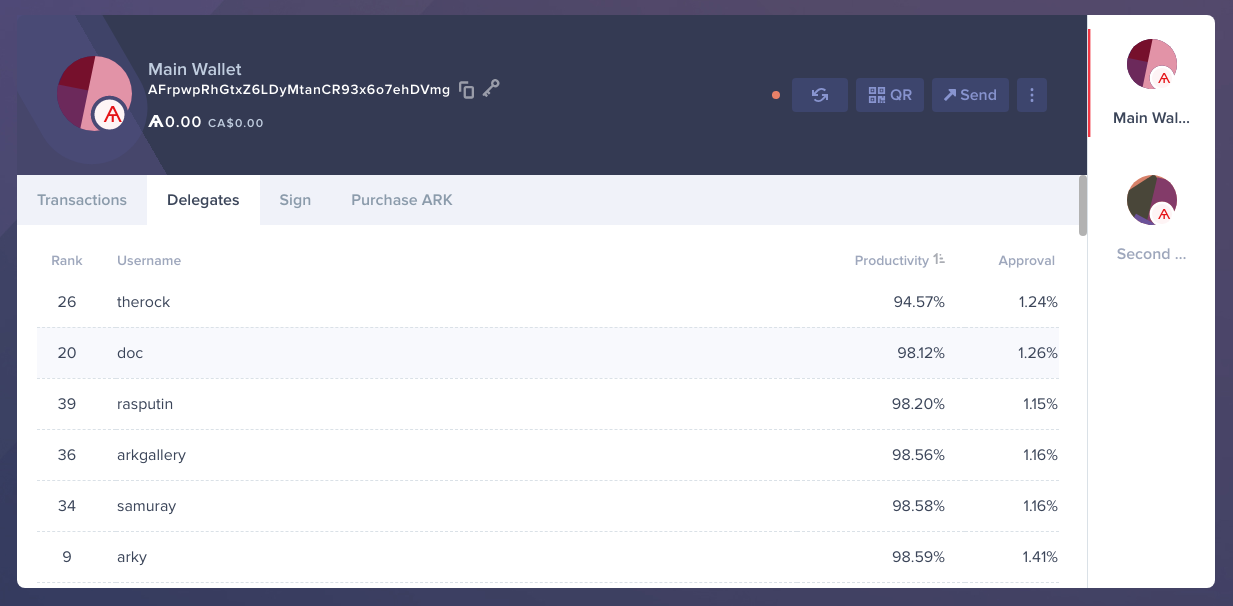 Main Wallet
AFrpwpRhGtxZ6LDyMtanCR93x6o7ehDVmg
Ѧ0.00 CA$0.00
QR
Send
Transactions
Delegates
Sign
Purchase ARK
Rank Username Productivity Approval
26 therock 94.57% 1.24%
20 doc 98.12% 1.26%
39 rasputin 98.20% 1.15%
36 arkgallery 98.56% 1.16%
34 samuray 98.58% 1.16%
9 arky 98.59% 1.41%
Main Wal...
Second ...